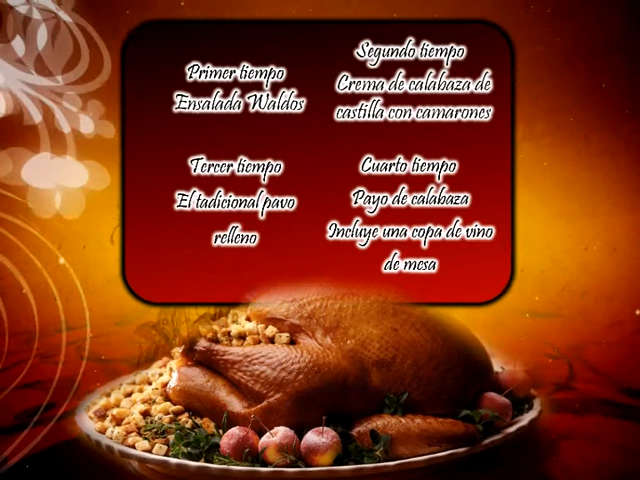 Primer tiempo
Ensalada Waldos
Segundo tiempo
Crema de calabaza de
castilla con camarones
Tercer tiempo
El tadicional pavo
relleno
Cuarto tiempo
Payo de calabaza
Incluye una copa de vino
de mesa